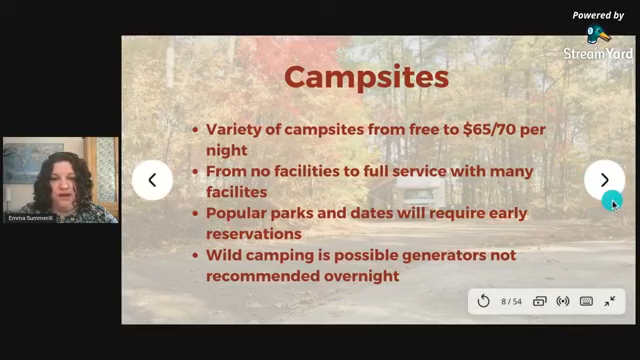 Powered by
StreamYard
Campsites
• Variety of campsites from free to $65/70 per
night
• From no facilities to full service with many
facilites
• Popular parks and dates will require early
reservations
• Wild camping is possible generators not
recommended overnight
Emma Summerill
8 / 54